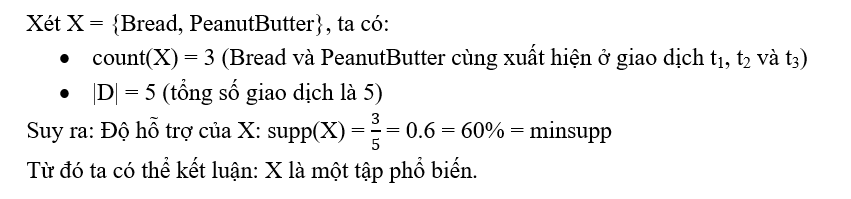 Xét X = {Bread, PeanutButter}, ta có:
• count(X) = 3 (Bread và PeanutButter cùng xuất hiện ở giao dịch t₁, t₂ và t₃)
• |D| = 5 (tổng số giao dịch là 5)
Suy ra: Độ hỗ trợ của X: supp(X) = 3/5 = 0.6 = 60% = minsupp
Từ đó ta có thể kết luận: X là một tập phổ biến.